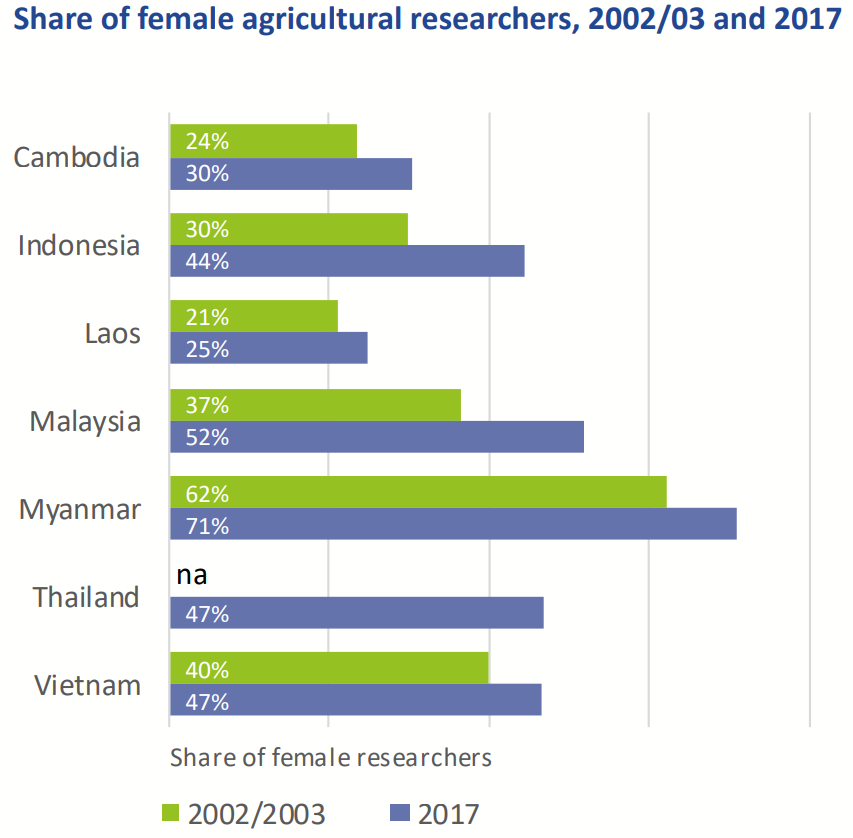 Share of female agricultural researchers, 2002/03 and 2017
Cambodia
24%
30%
Indonesia
30%
44%
Laos
21%
25%
Malaysia
37%
52%
Myanmar
62%
71%
Thailand
na
47%
Vietnam
40%
47%
Share of female researchers
2002/2003
2017